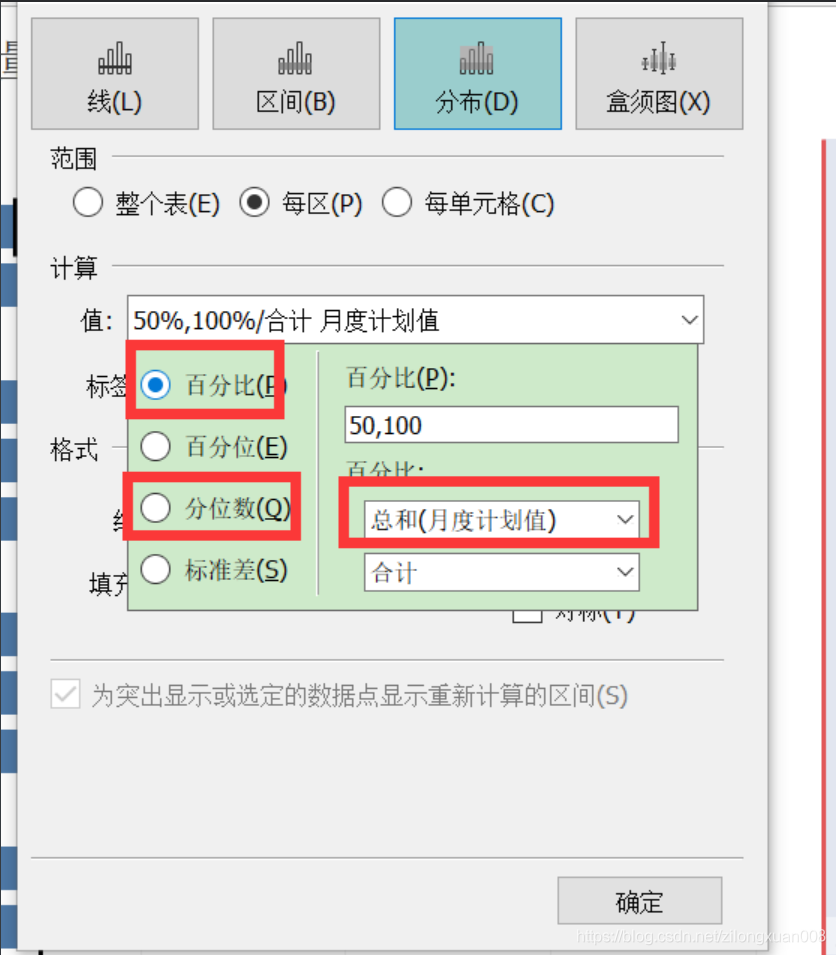 线(L) 区间(B) 分布(D) 盒须图(X)
范围
整个表(E) 每区(P) 每单元格(C)
计算
值: 50%,100%/合计 月度计划值
标签
百分比(P)
百分比(P):
50,100
格式
百分位(E)
百分比:
分位数(Q)
总和(月度计划值)
标准差(S)
合计
填充
对称(Y)
为突出显示或选定的数据点显示重新计算的区间(S)
确定
https://blog.csdn.net/zilongxuan008